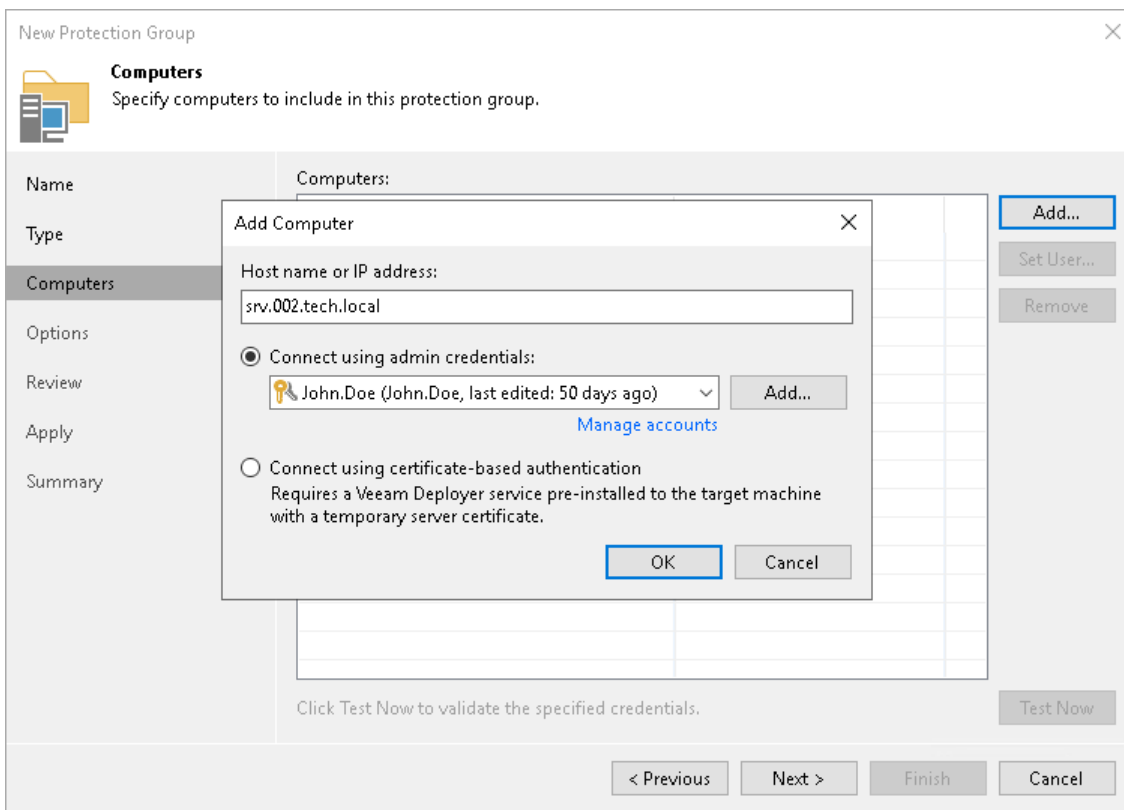 New Protection Group
Computers
Specify computers to include in this protection group.
Name
Type
Computers
Options
Review
Apply
Summary
Computers:
Add...
Set User...
Remove
Add Computer
Host name or IP address:
srv.002.tech.local
Connect using admin credentials:
John.Doe (John.Doe, last edited: 50 days ago)
Add...
Manage accounts
Connect using certificate-based authentication
Requires a Veeam Deployer service pre-installed to the target machine
with a temporary server certificate.
OK
Cancel
Click Test Now to validate the specified credentials.
Test Now
< Previous
Next >
Finish
Cancel